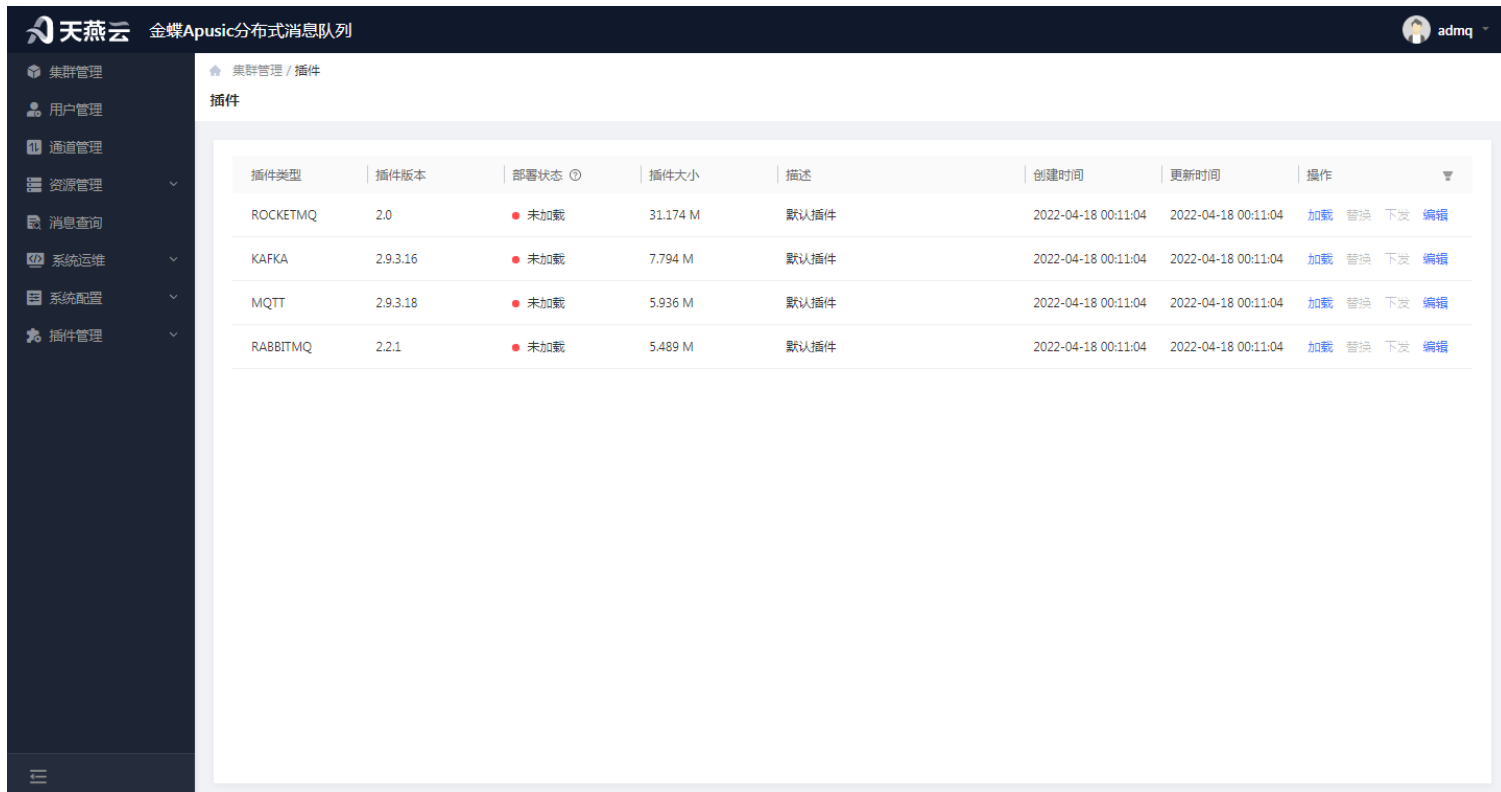 天燕云 金蝶Apusic分布式消息队列 admq
集群管理
用户管理
通道管理
资源管理
消息查询
系统运维
系统配置
插件管理
集群管理 / 插件
插件
插件类型 插件版本 部署状态 插件大小 描述 创建时间 更新时间 操作
ROCKETMQ 2.0 未加载 31.174 M 默认插件 2022-04-18 00:11:04 2022-04-18 00:11:04 加载 替换 下发 编辑
KAFKA 2.9.3.16 未加载 7.794 M 默认插件 2022-04-18 00:11:04 2022-04-18 00:11:04 加载 替换 下发 编辑
MQTT 2.9.3.18 未加载 5.936 M 默认插件 2022-04-18 00:11:04 2022-04-18 00:11:04 加载 替换 下发 编辑
RABBITMQ 2.2.1 未加载 5.489 M 默认插件 2022-04-18 00:11:04 2022-04-18 00:11:04 加载 替换 下发 编辑